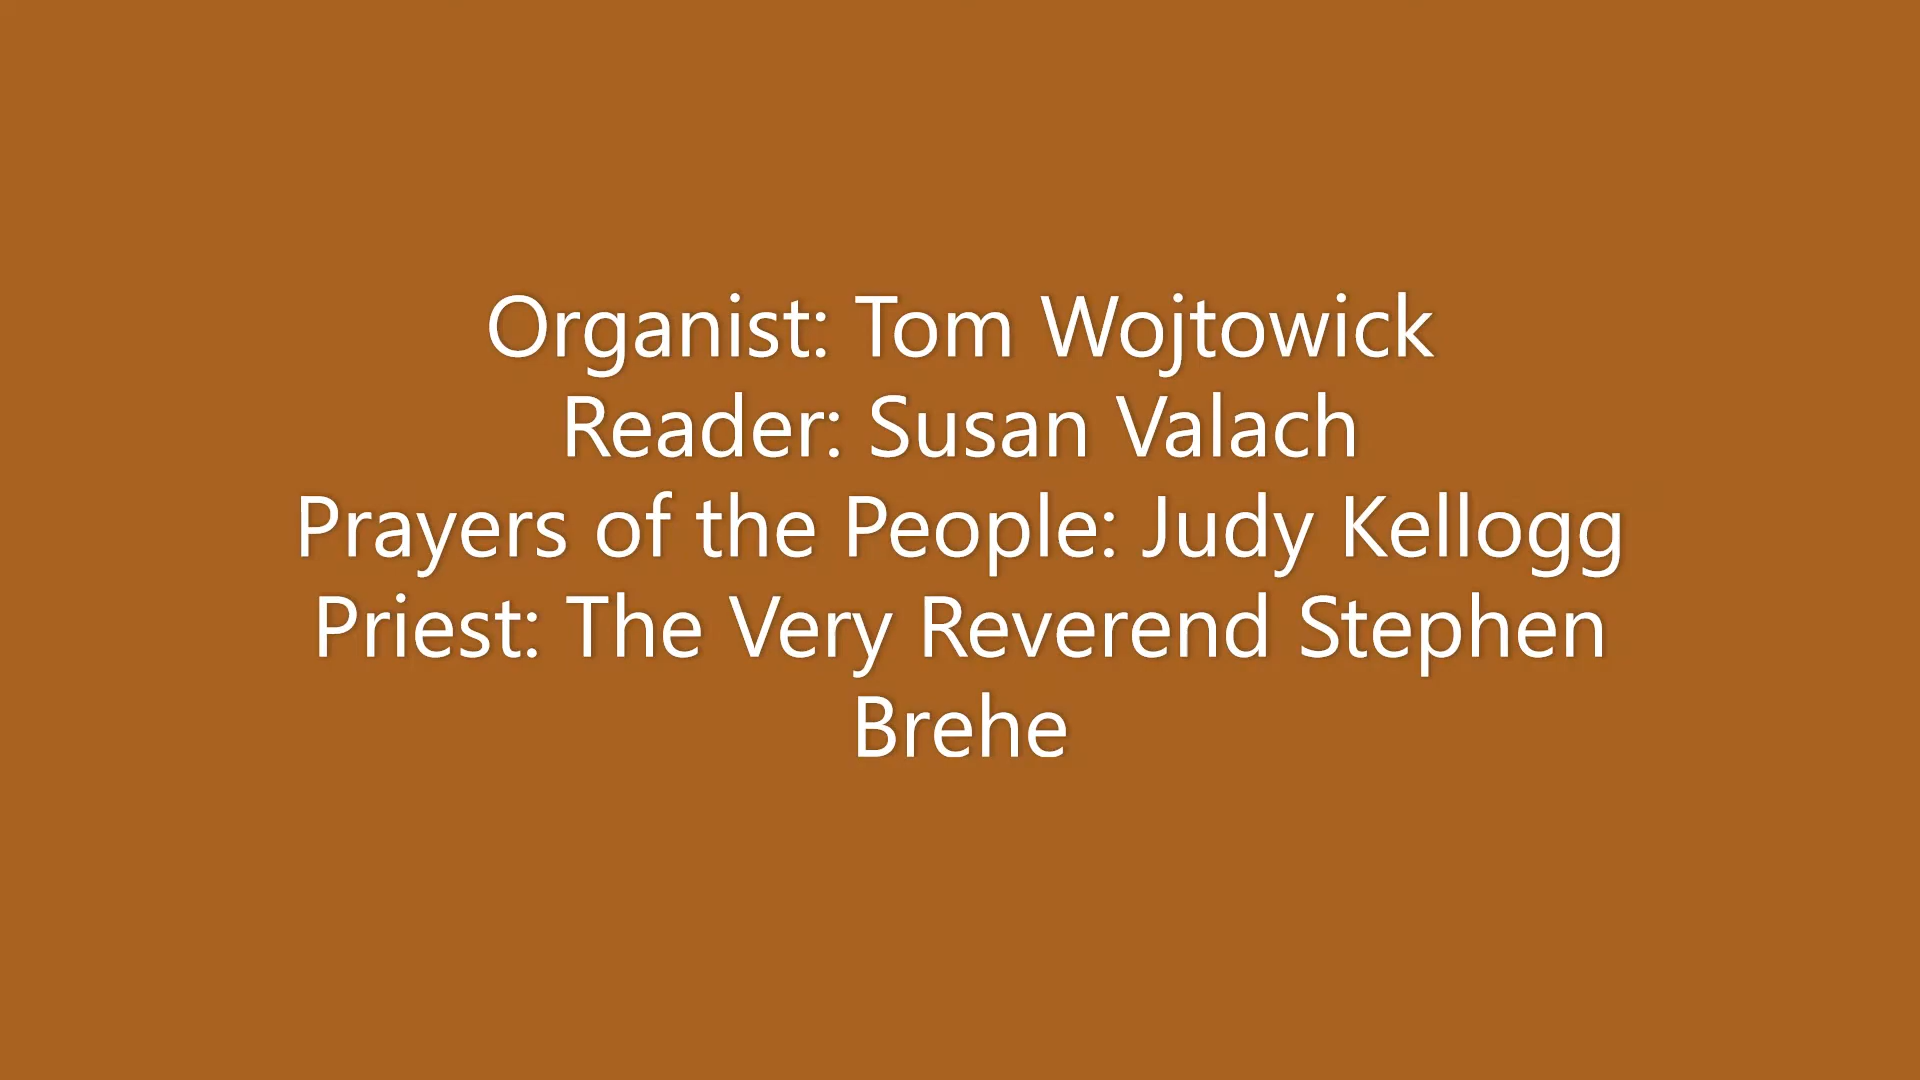 Organist: Tom Wojtowick
Reader: Susan Valach
Prayers of the People: Judy Kellogg
Priest: The Very Reverend Stephen
Brehe